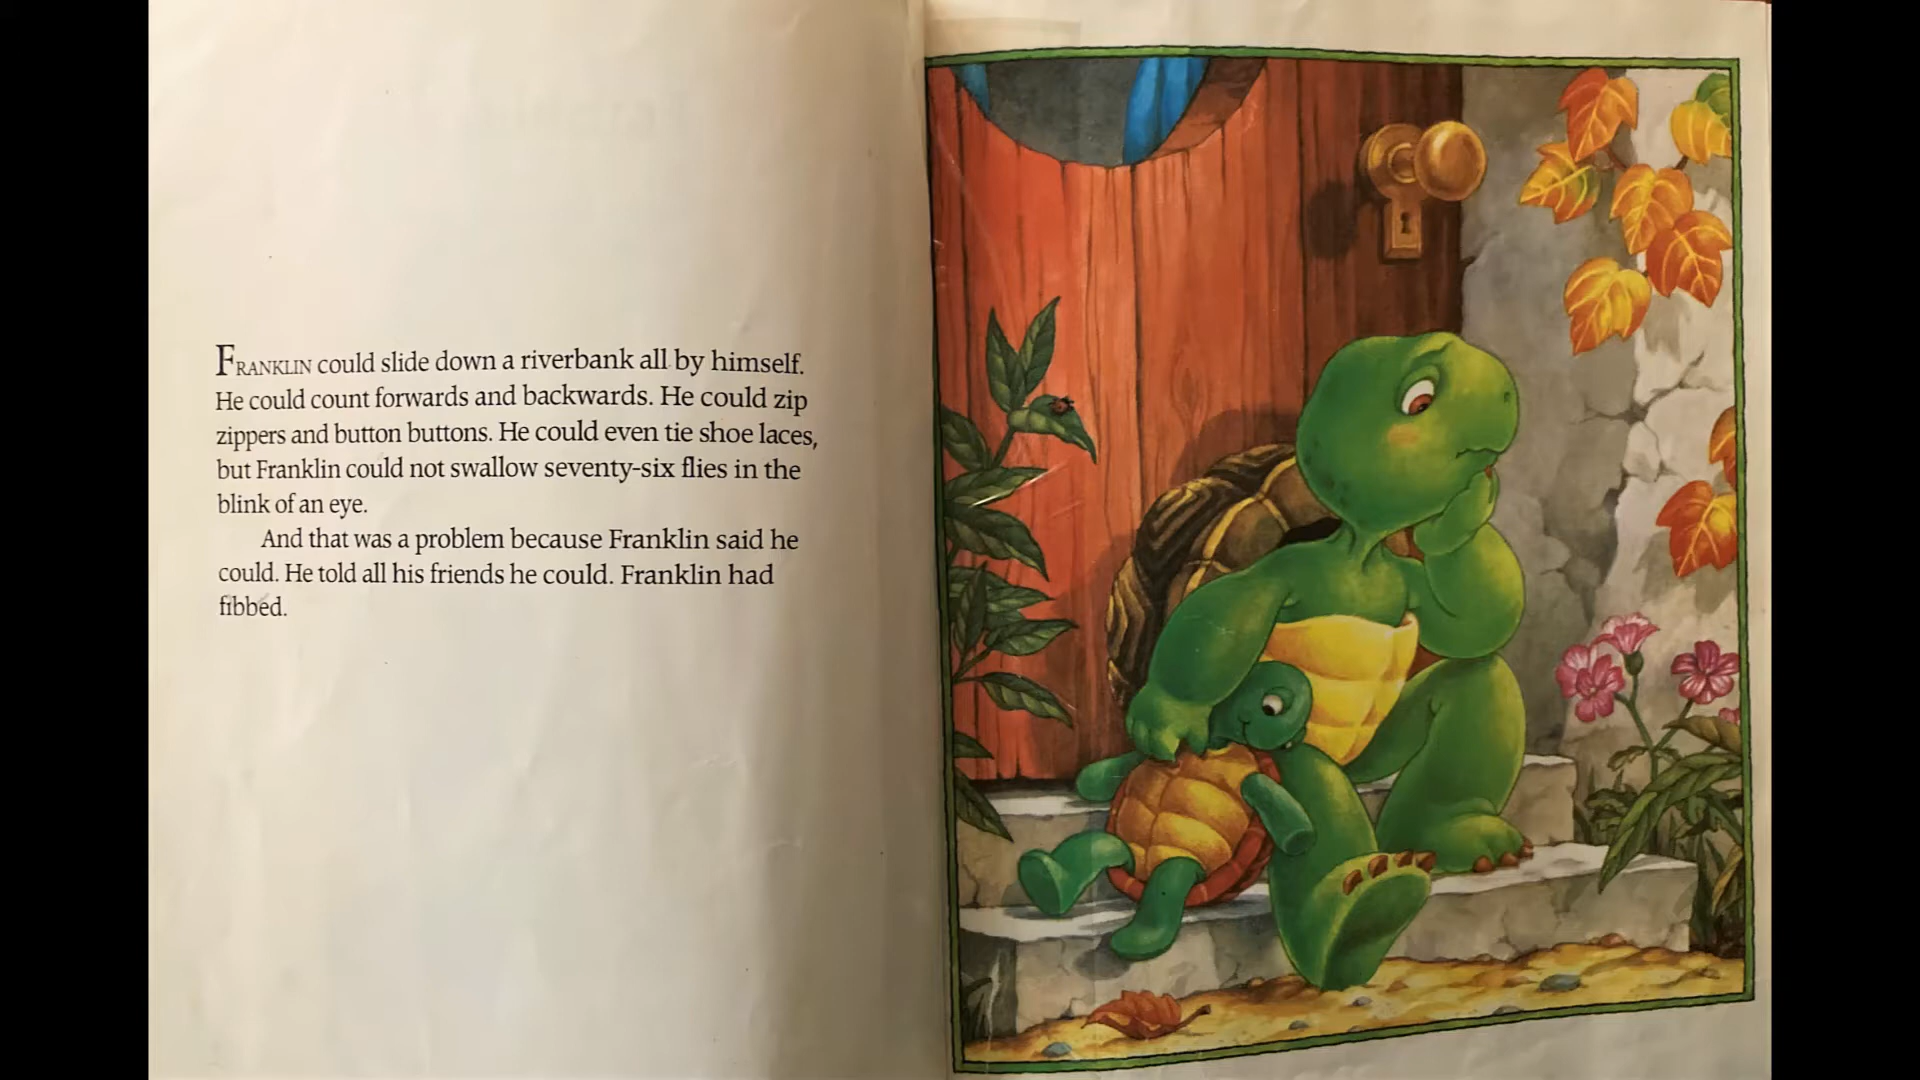 FRANKLIN could slide down a riverbank all by himself.
He could count forwards and backwards. He could zip
zippers and button buttons. He could even tie shoe laces,
but Franklin could not swallow seventy-six flies in the
blink of an eye.
And that was a problem because Franklin said he
could. He told all his friends he could. Franklin had
fibbed.